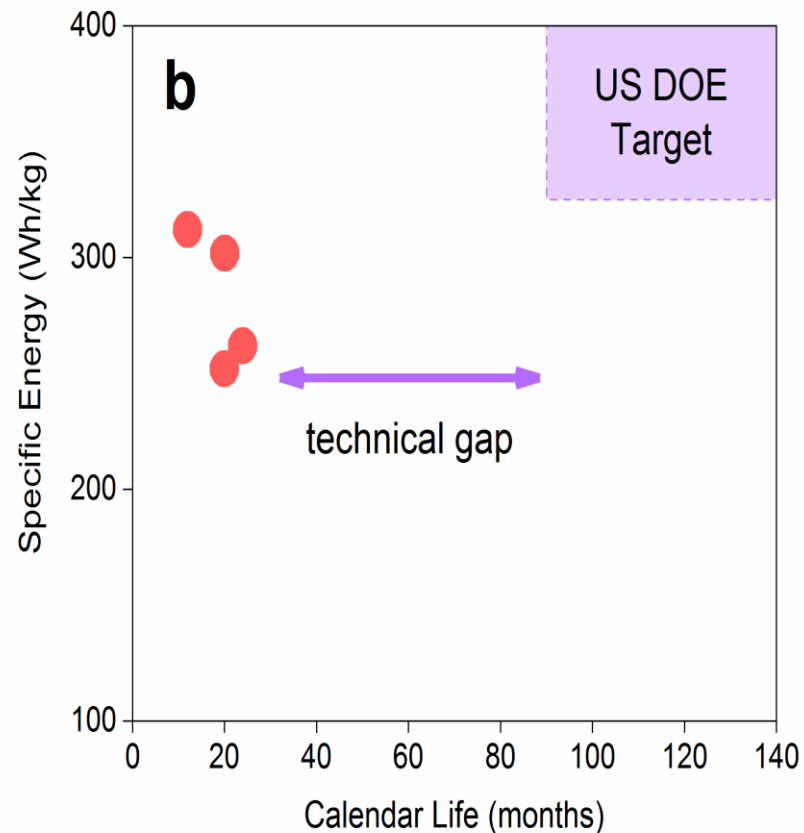 b
US DOE
Target
technical gap
Specific Energy (Wh/kg)
400
300
200
100
0 20 40 60 80 100 120 140
Calendar Life (months)